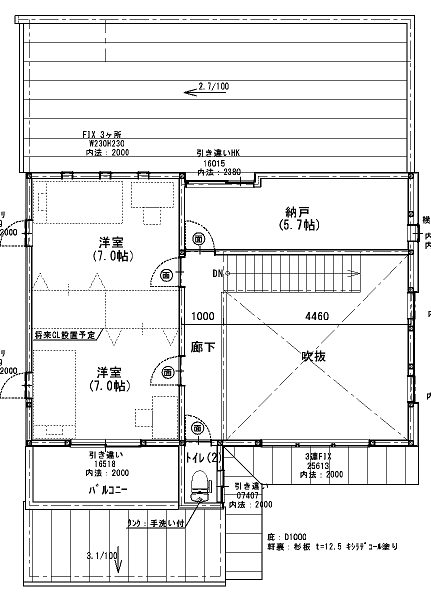 2.7/100
FIX 3ヶ所
W230H230
内法：2000
引き違いHK
16015
内法：2380
納戸
(5.7帖)
洋室
(7.0帖)
DN
1000
4460
将来CL設置予定
廊下
吹抜
洋室
(7.0帖)
トイレ(2)
引き違い
16518
内法：2000
バルコニー
3連FIX
25613
内法：2000
引き違い
07407
内法：2000
ﾀﾝｸ：手洗い付
庇：D1000
軒裏：杉板 t=12.5 ｷｼﾗﾃﾞｺｰﾙ塗り
3.1/100